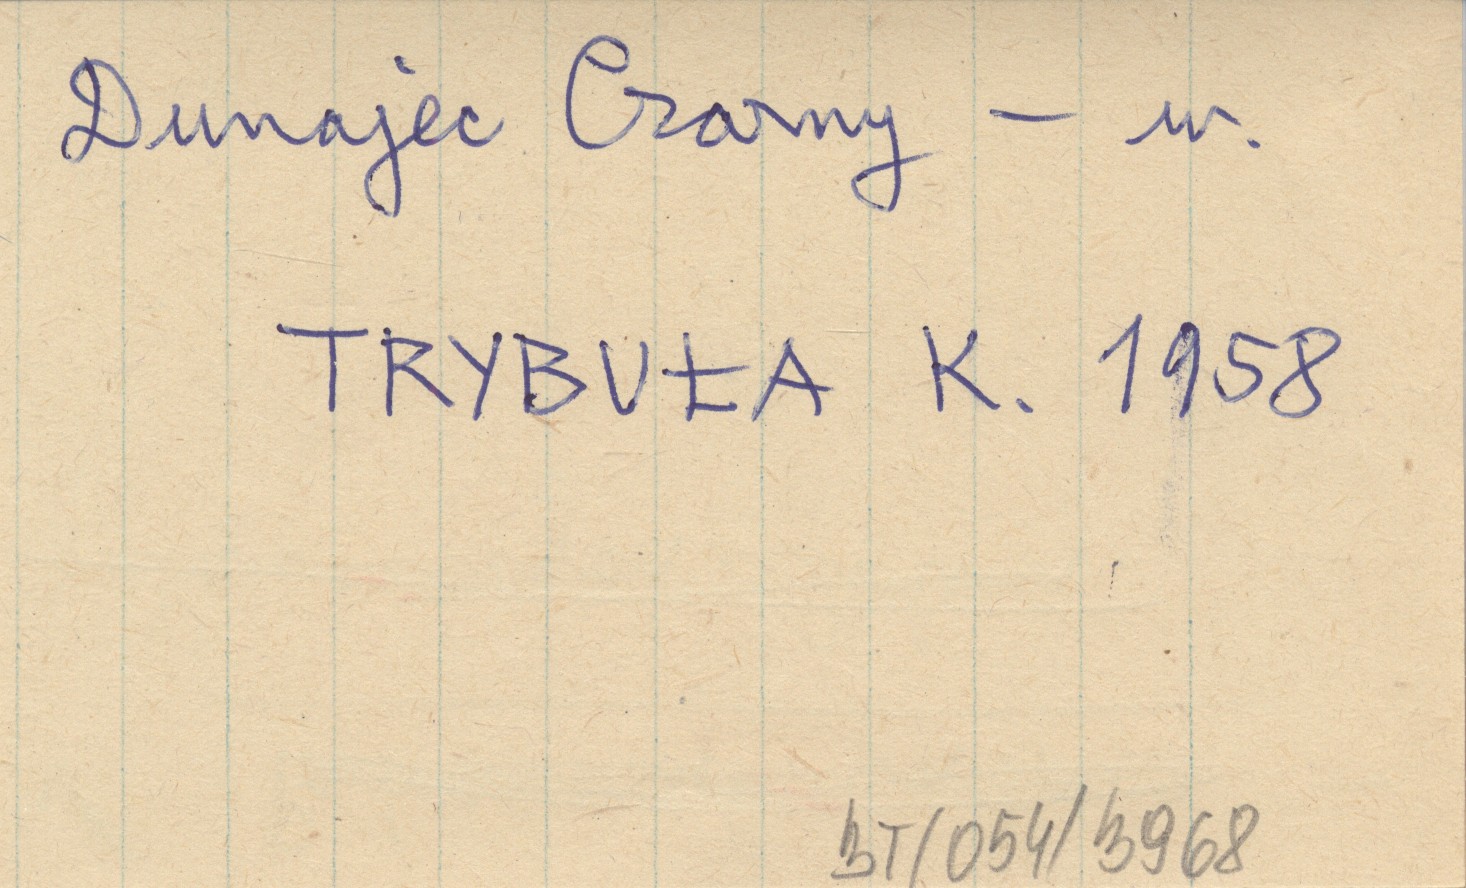 Dunajec Czarny – w.
TRYBUŁA K. 1958
BT/054/3968